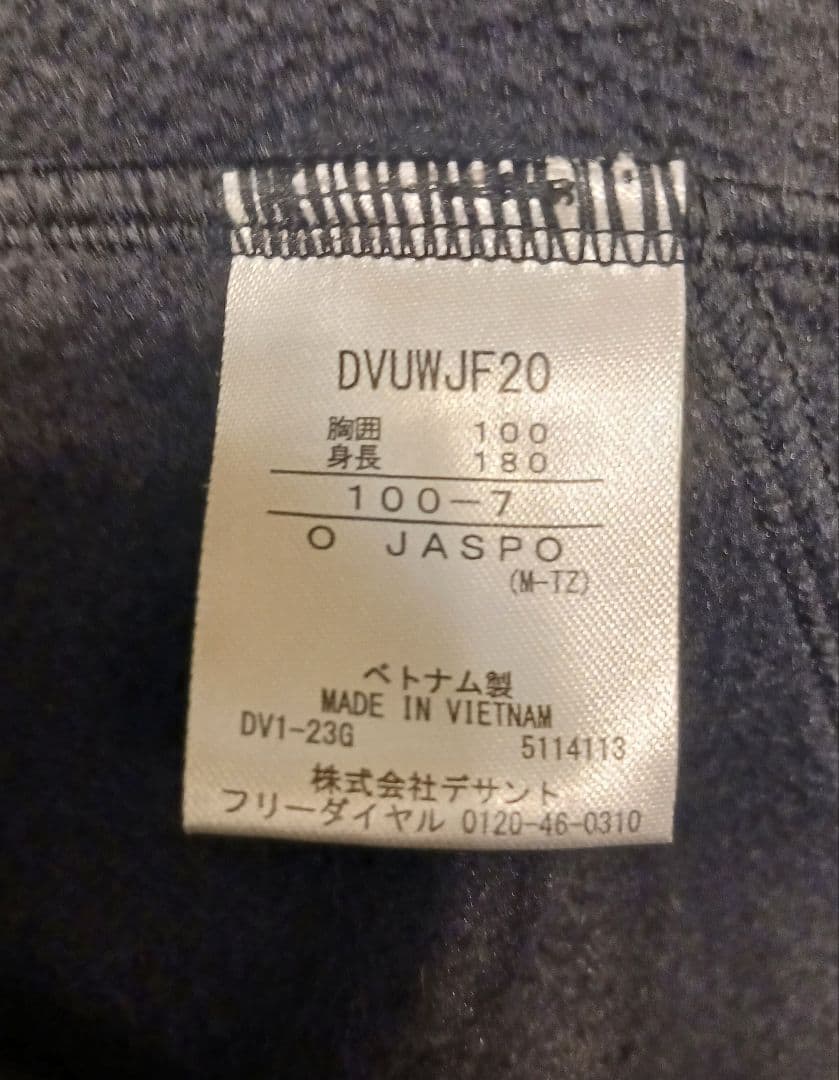 DVUWJF20
胸囲 100
身長 180
100-7
O JASPO
(M-TZ)
ベトナム製
MADE IN VIETNAM
DV1-23G 5114113
株式会社デサント
フリーダイヤル 0120-46-0310